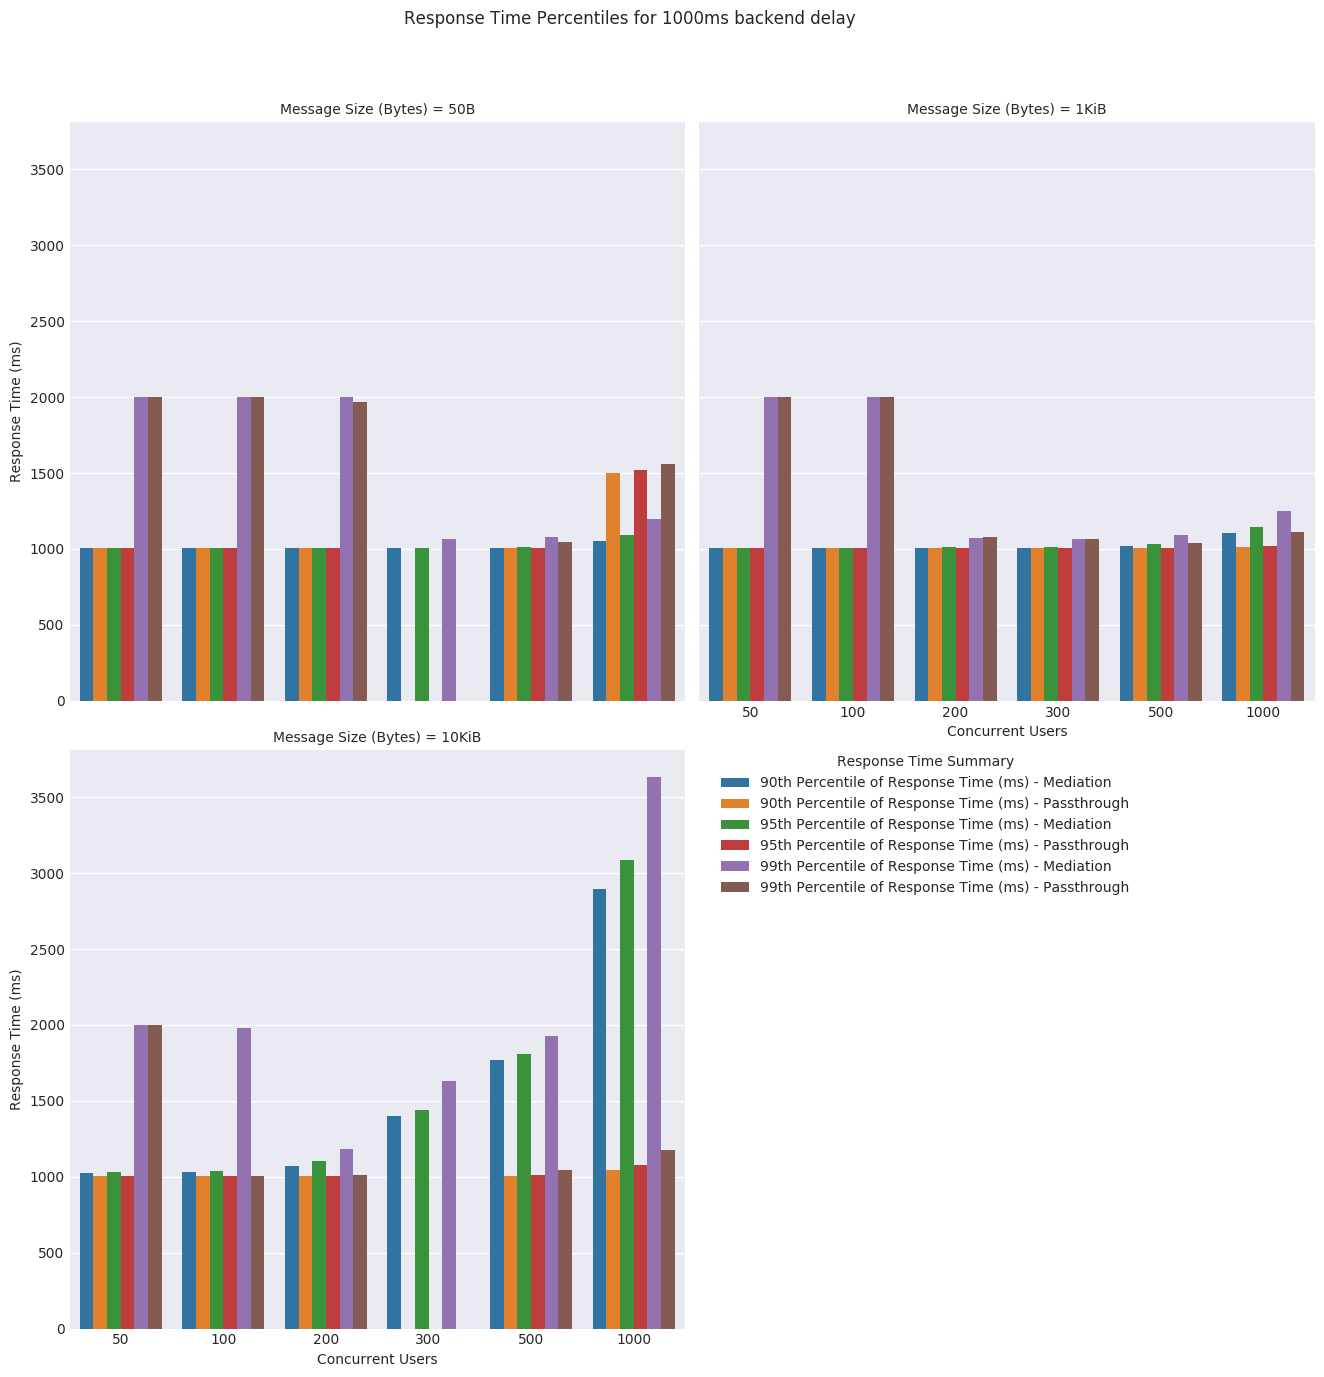 Response Time Percentiles for 1000ms backend delay
Message Size (Bytes) = 50B
3500
3000
2500
2000
1500
1000
500
0
Response Time (ms)
Message Size (Bytes) = 1KiB
50 100 200 300 500 1000
Concurrent Users
Message Size (Bytes) = 10KiB
3500
3000
2500
2000
1500
1000
500
0
Response Time (ms)
50 100 200 300 500 1000
Concurrent Users
Response Time Summary
90th Percentile of Response Time (ms) - Mediation
90th Percentile of Response Time (ms) - Passthrough
95th Percentile of Response Time (ms) - Mediation
95th Percentile of Response Time (ms) - Passthrough
99th Percentile of Response Time (ms) - Mediation
99th Percentile of Response Time (ms) - Passthrough